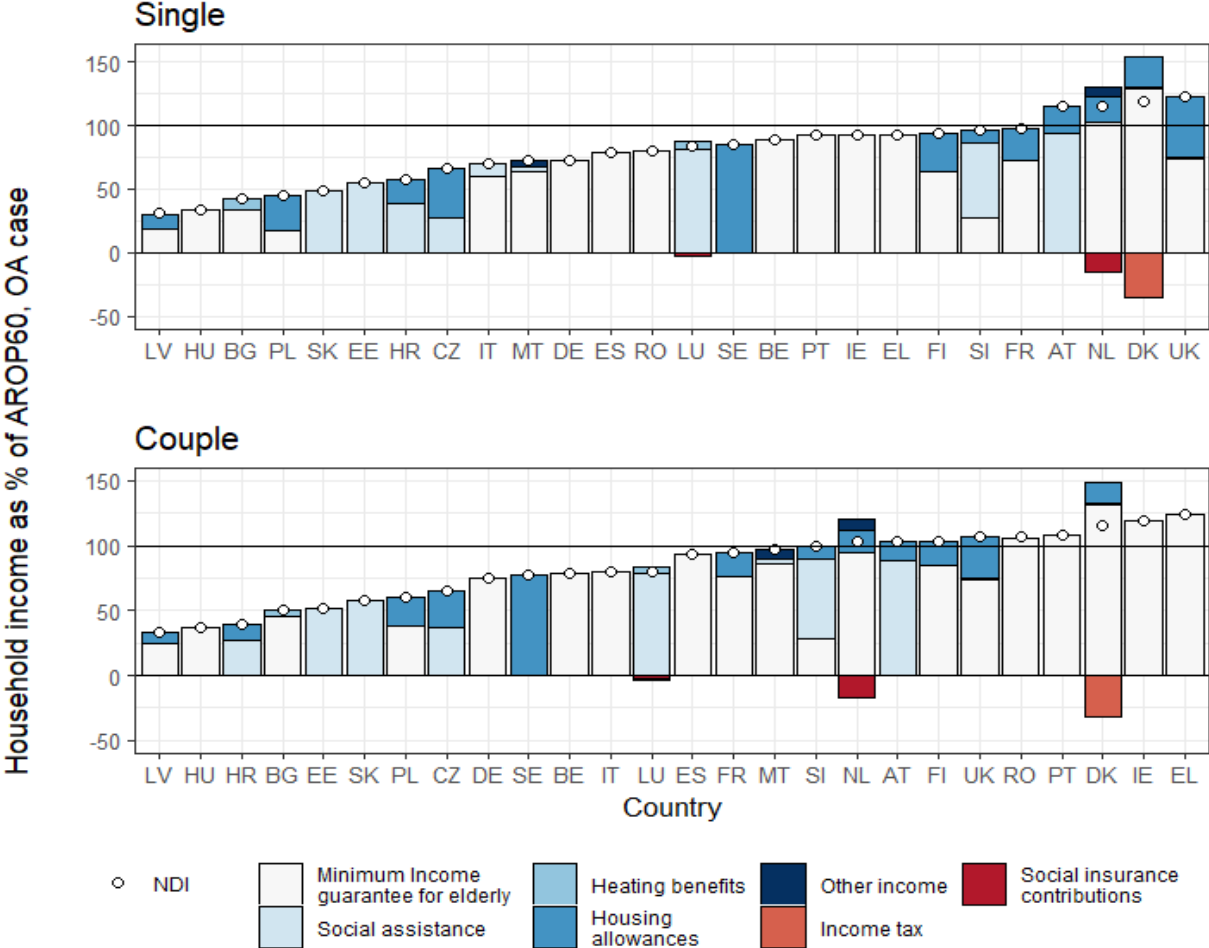 Single
150
100
50
0
-50
LV HU BG PL SK EE HR CZ IT MT DE ES RO LU SE BE PT IE EL FI SI FR AT NL DK UK
Household income as % of AROP60, OA case
Couple
150
100
50
0
-50
LV HU HR BG EE SK PL CZ DE SE BE IT LU ES FR MT SI NL AT FI UK RO PT DK IE EL
Country
NDI
Minimum Income
guarantee for elderly
Social assistance
Heating benefits
Housing
allowances
Other income
Income tax
Social insurance
contributions